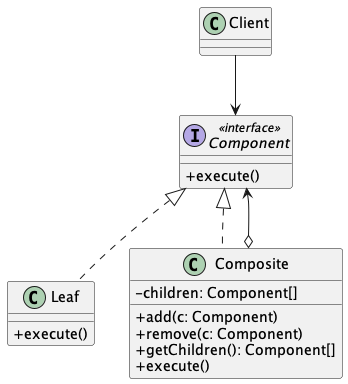 C Client
I «interface»
Component
+execute()
C Leaf
+execute()
C Composite
-children: Component[]
+add(c: Component)
+remove(c: Component)
+getChildren(): Component[]
+execute()